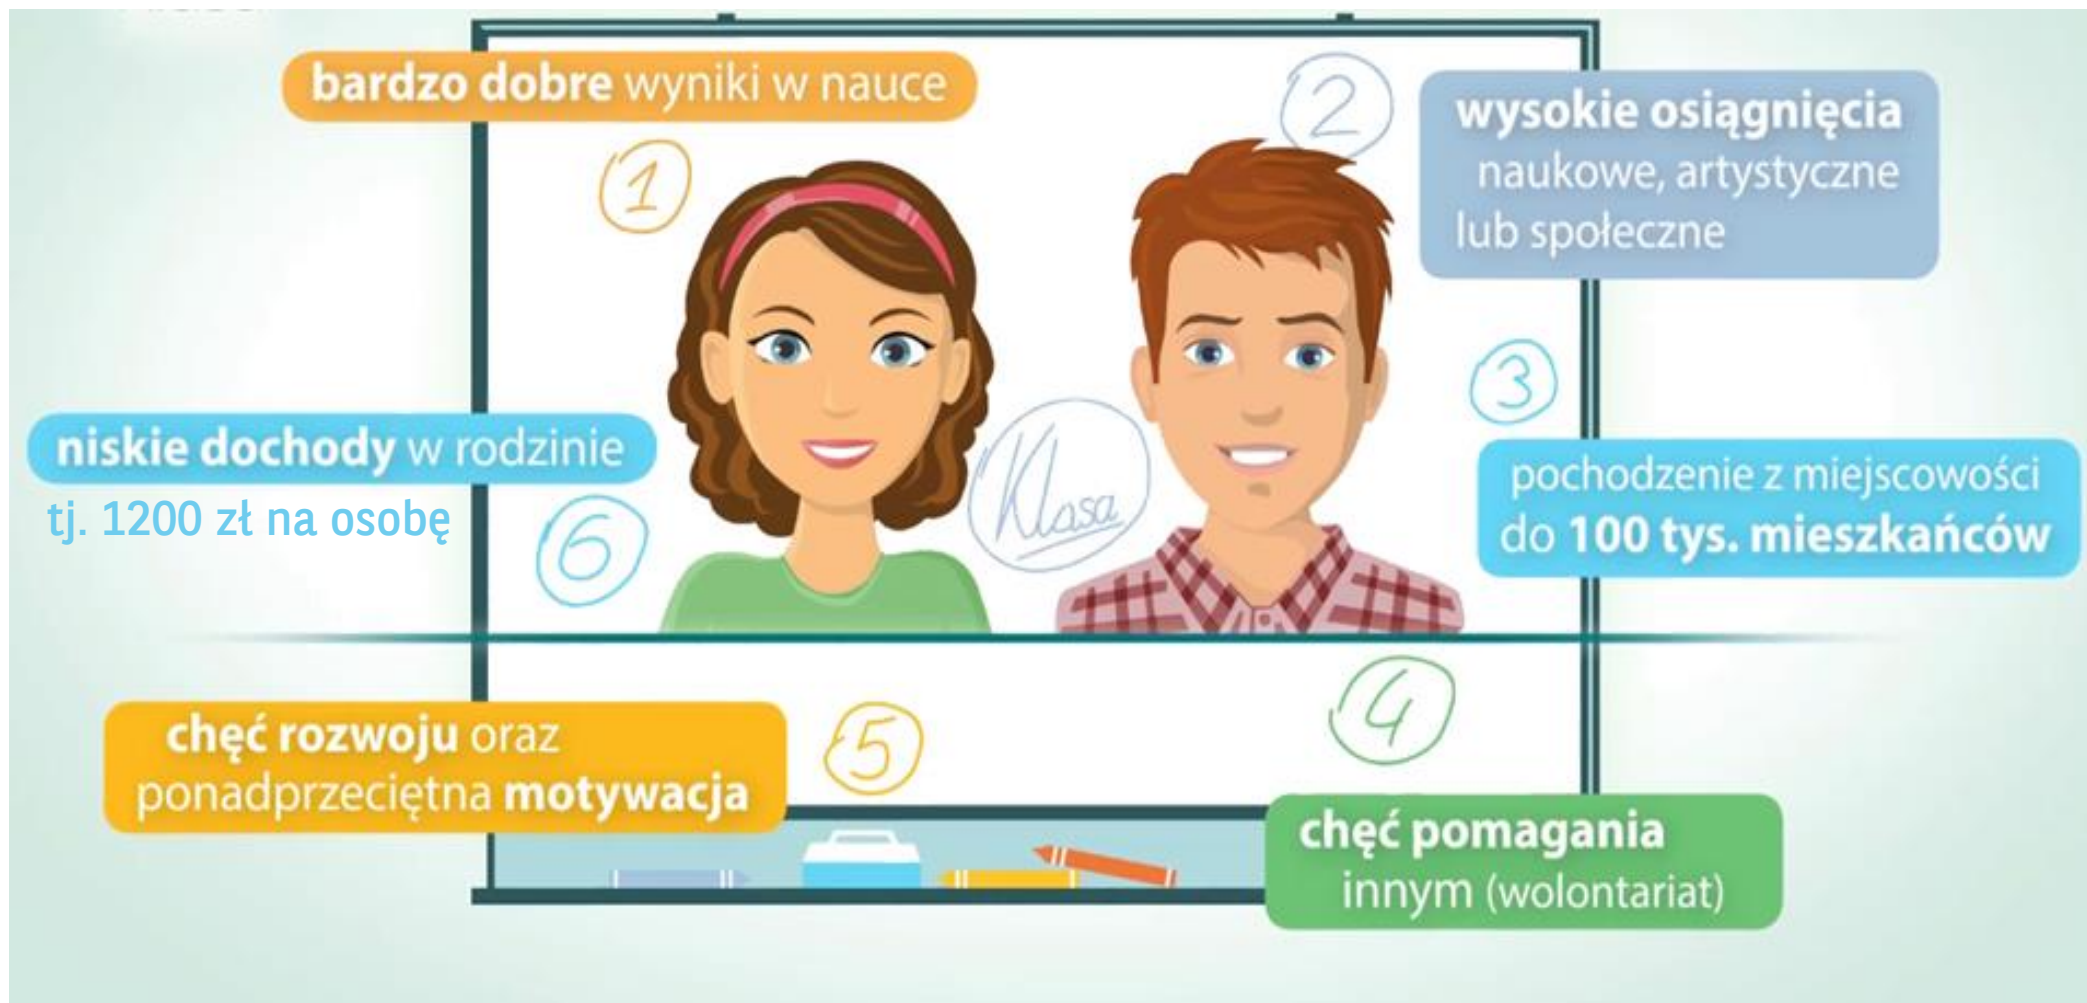 bardzo dobre wyniki w nauce
1
2
wysokie osiągnięcia
naukowe, artystyczne
lub społeczne
3
pochodzenie z miejscowości
do 100 tys. mieszkańców
Klasa
niskie dochody w rodzinie
tj. 1200 zł na osobę
6
4
chęć pomagania
innym (wolontariat)
5
chęć rozwoju oraz
ponadprzeciętna motywacja